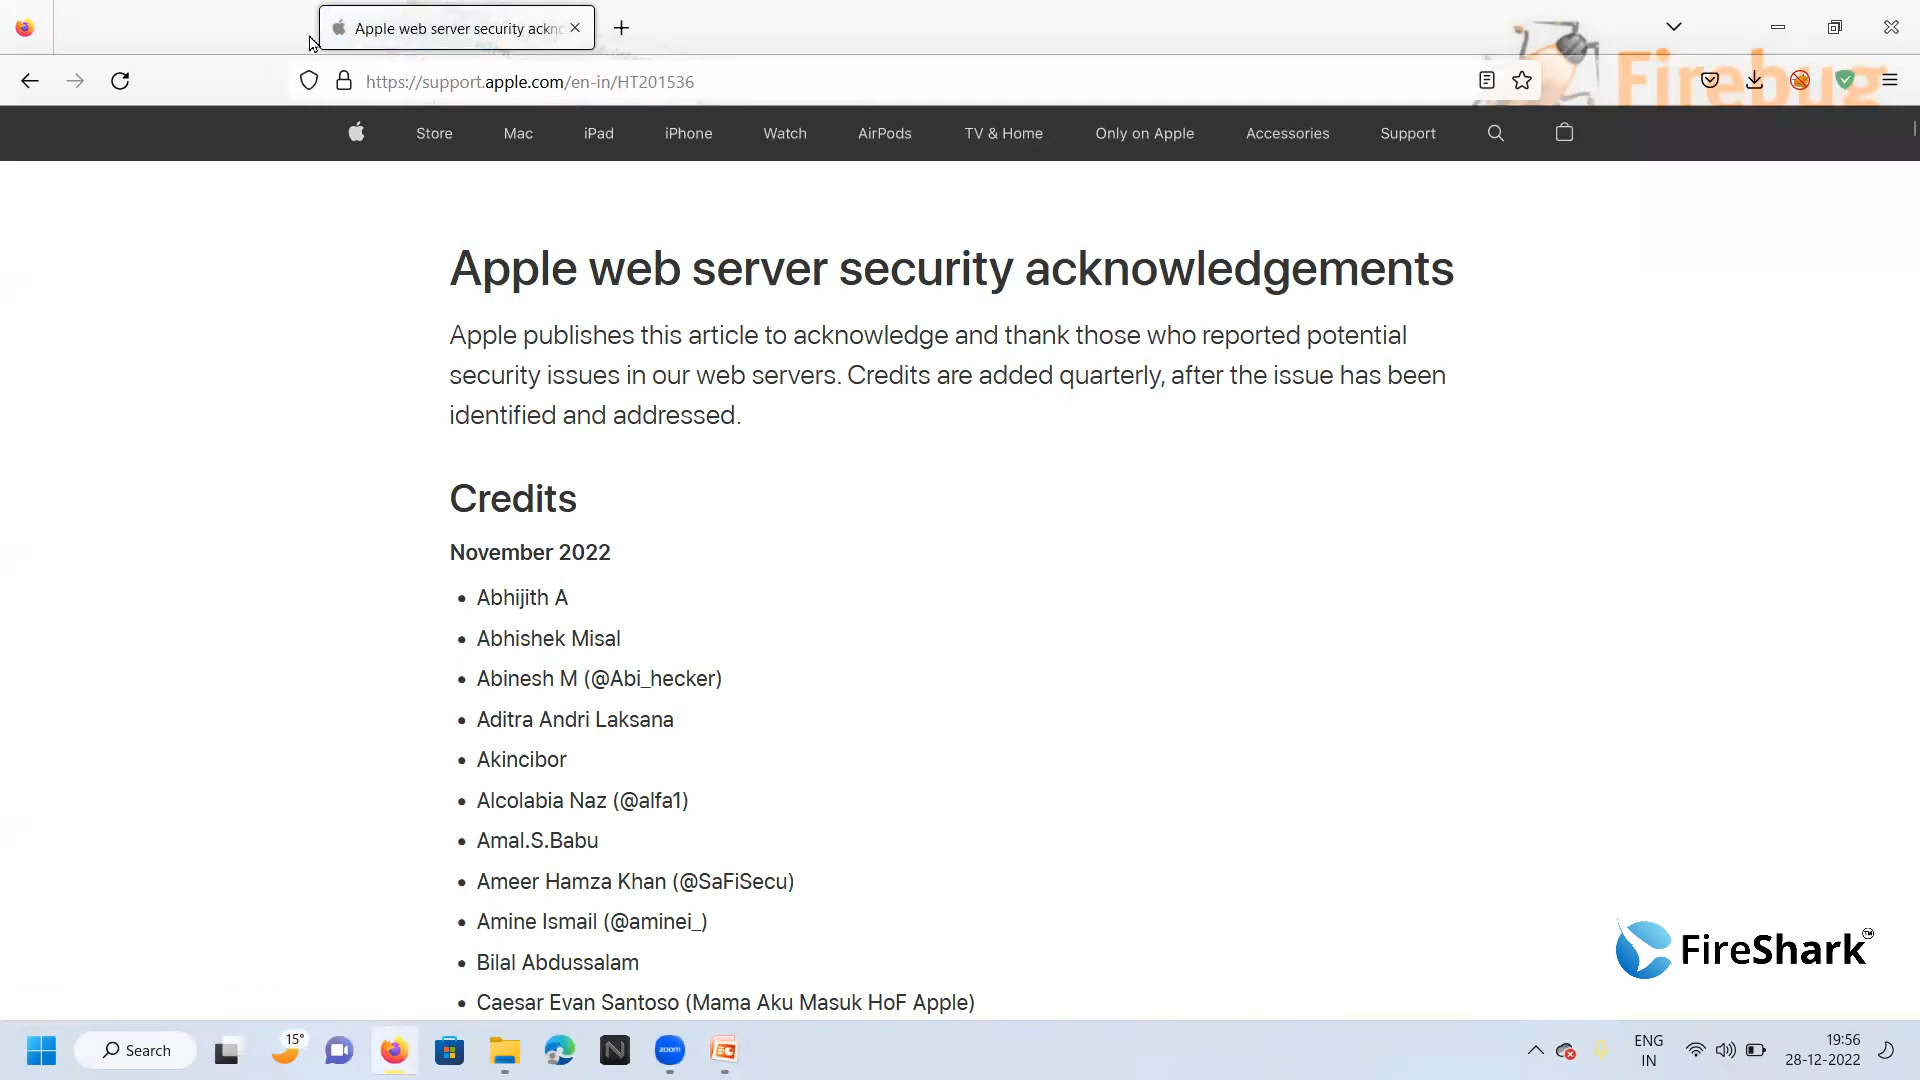 Apple web server security ackn
Firebug
https://support.apple.com/en-in/HT201536
Store Mac iPad iPhone Watch AirPods TV & Home Only on Apple Accessories Support
Apple web server security acknowledgements
Apple publishes this article to acknowledge and thank those who reported potential
security issues in our web servers. Credits are added quarterly, after the issue has been
identified and addressed.
Credits
November 2022
• Abhijith A
• Abhishek Misal
• Abinesh M (@Abi_hecker)
• Aditra Andri Laksana
• Akincibor
• Alcolabia Naz (@alfa1)
• Amal.S.Babu
• Ameer Hamza Khan (@SaFiSecu)
• Amine Ismail (@aminei_)
• Bilal Abdussalam
• Caesar Evan Santoso (Mama Aku Masuk HoF Apple)
FireShark™
Search
15°
zoom
EC
ENG
IN
19:56
28-12-2022